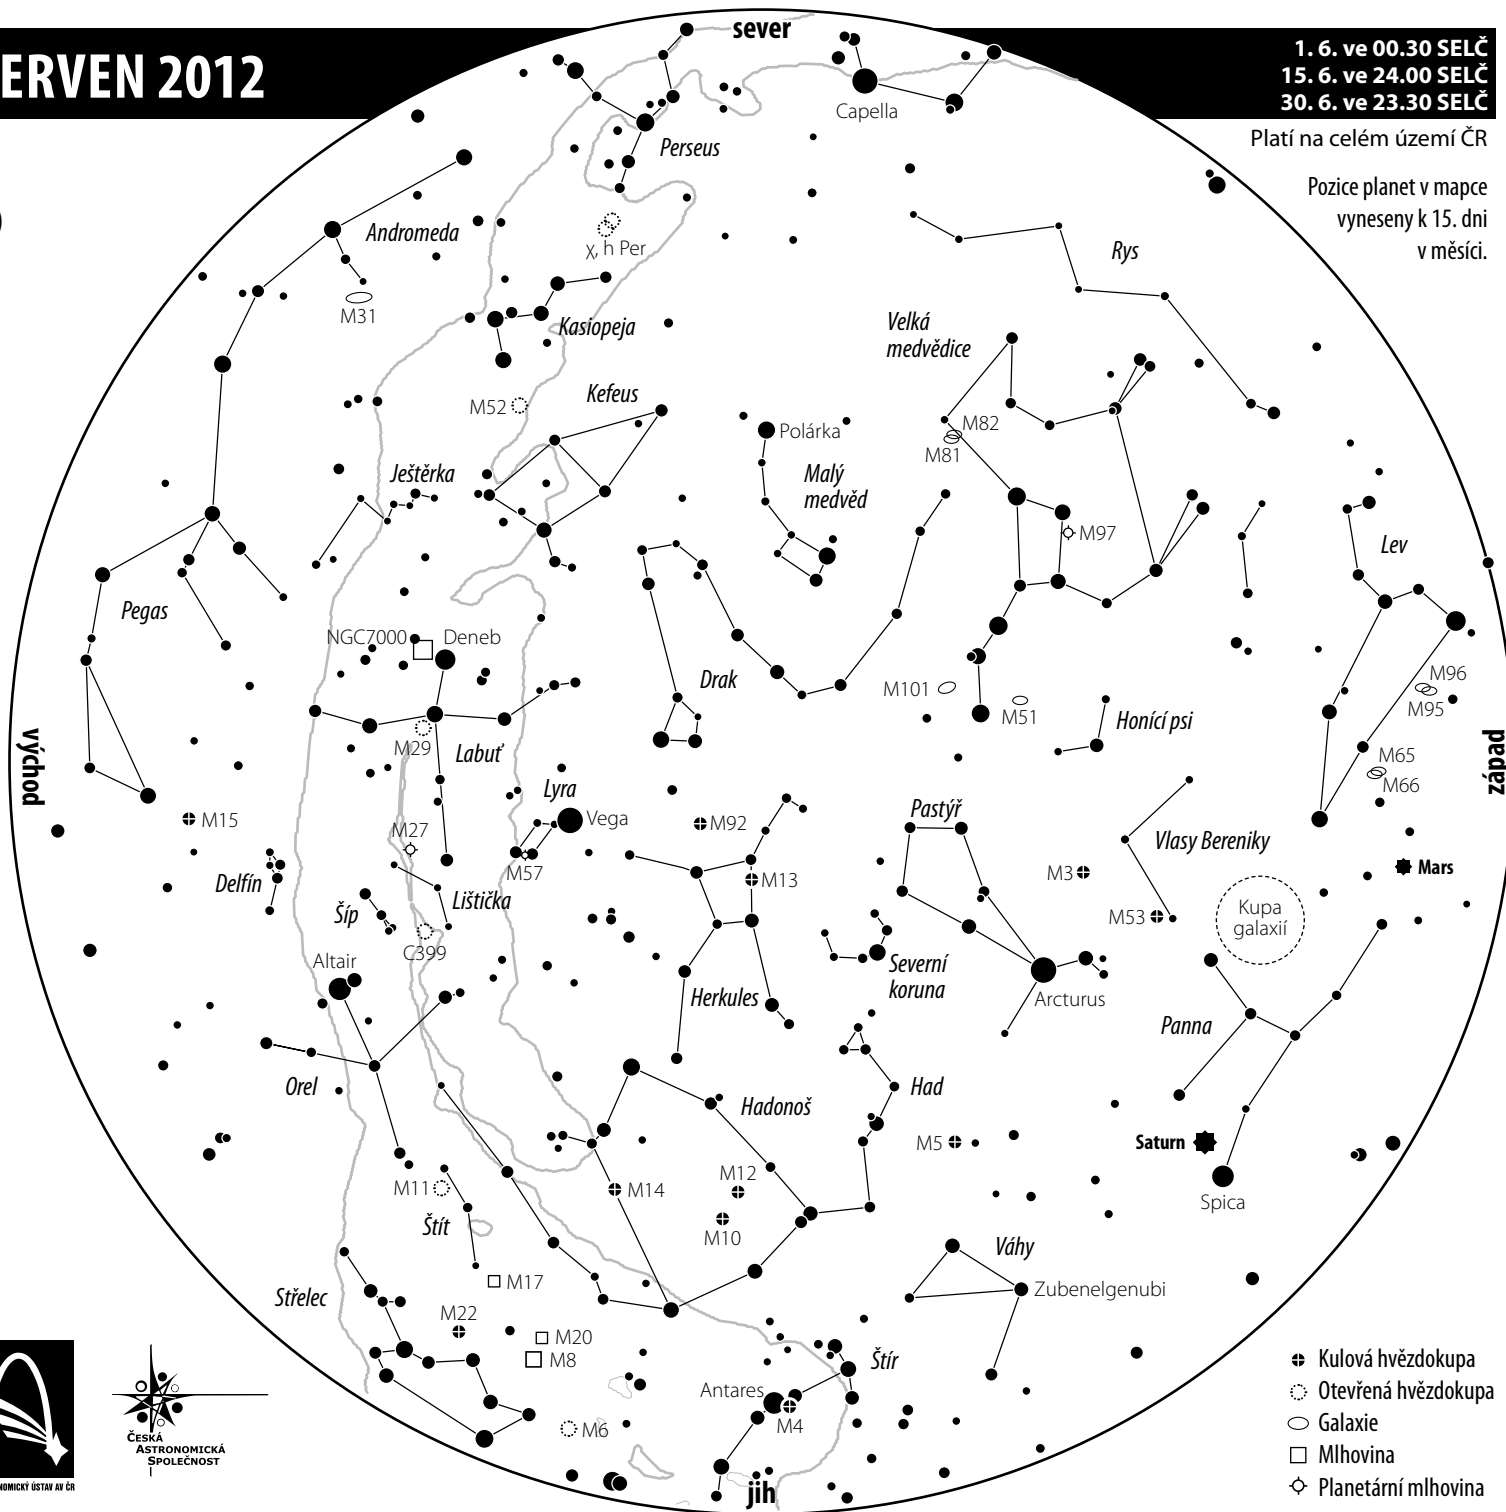 ERVEN 2012
sever
1. 6. ve 00.30 SELČ
15. 6. ve 24.00 SELČ
30. 6. ve 23.30 SELČ
Platí na celém území ČR
Pozice planet v mapce
vyneseny k 15. dni
v měsíci.
Capella
Perseus
Andromeda
χ, h Per
Rys
M31
Kasiopeja
Velká
medvědice
M52
Kefeus
Polárka
M82
M81
Malý
medvěd
Ještěrka
M97
Lev
Pegas
NGC7000
Deneb
Drak
M101
M51
Honící psi
M96
M95
M29
Labuť
východ
západ
M65
M66
Lyra
Vega
M15
M27
M57
M92
Pastýř
Vlasy Bereniky
Mars
Delfín
Lištička
M13
M3
Šíp
M53
Kupa
galaxií
C399
Altair
Herkules
Severní
koruna
Arcturus
Panna
Orel
Hadonoš
Had
M5
Saturn
M11
M14
M12
Spica
Štít
M10
Váhy
M17
Zubenelgenubi
Střelec
M22
M20
M8
Štír
Antares
M4
M6
jih
Kulová hvězdokupa
Otevřená hvězdokupa
Galaxie
Mlhovina
Planetární mlhovina
ČESKÁ
ASTRONOMICKÁ
SPOLEČNOST
NOMICKÝ ÚSTAV AV ČR